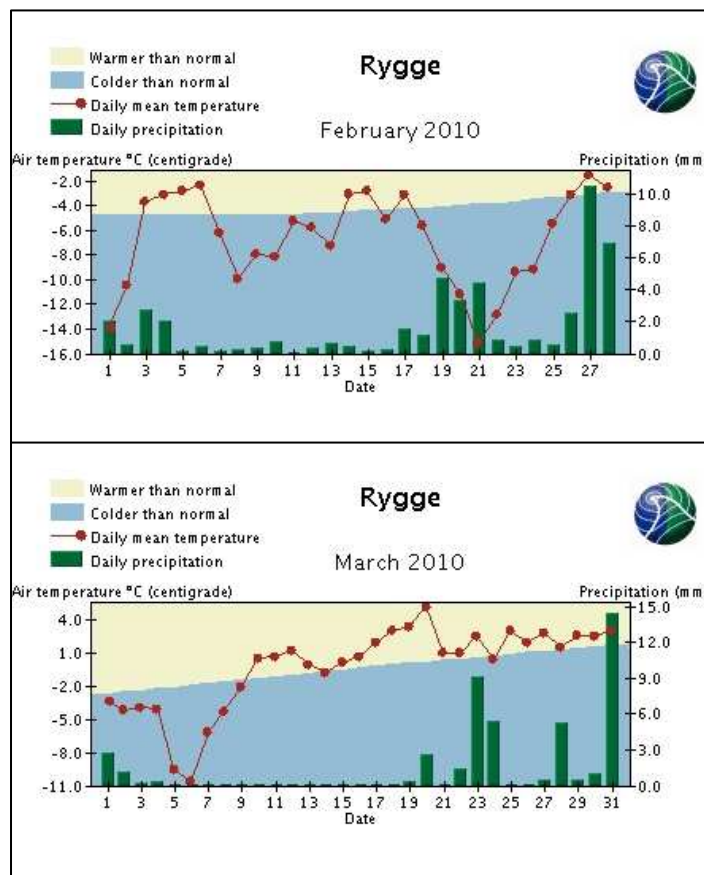 Warmer than normal
Colder than normal
Daily mean temperature
Daily precipitation
Rygge
February 2010
Air temperature °C (centigrade)
Precipitation (mm
-2.0
-4.0
-6.0
-8.0
-10.0
-12.0
-14.0
-16.0
10.0
8.0
6.0
4.0
2.0
0.0
1 3 5 7 9 11 13 15 17 19 21 23 25 27
Date
Warmer than normal
Colder than normal
Daily mean temperature
Daily precipitation
Rygge
March 2010
Air temperature °C (centigrade)
Precipitation (mm
4.0
1.0
-2.0
-5.0
-8.0
-11.0
15.0
12.0
9.0
6.0
3.0
0.0
1 3 5 7 9 11 13 15 17 19 21 23 25 27 29 31
Date